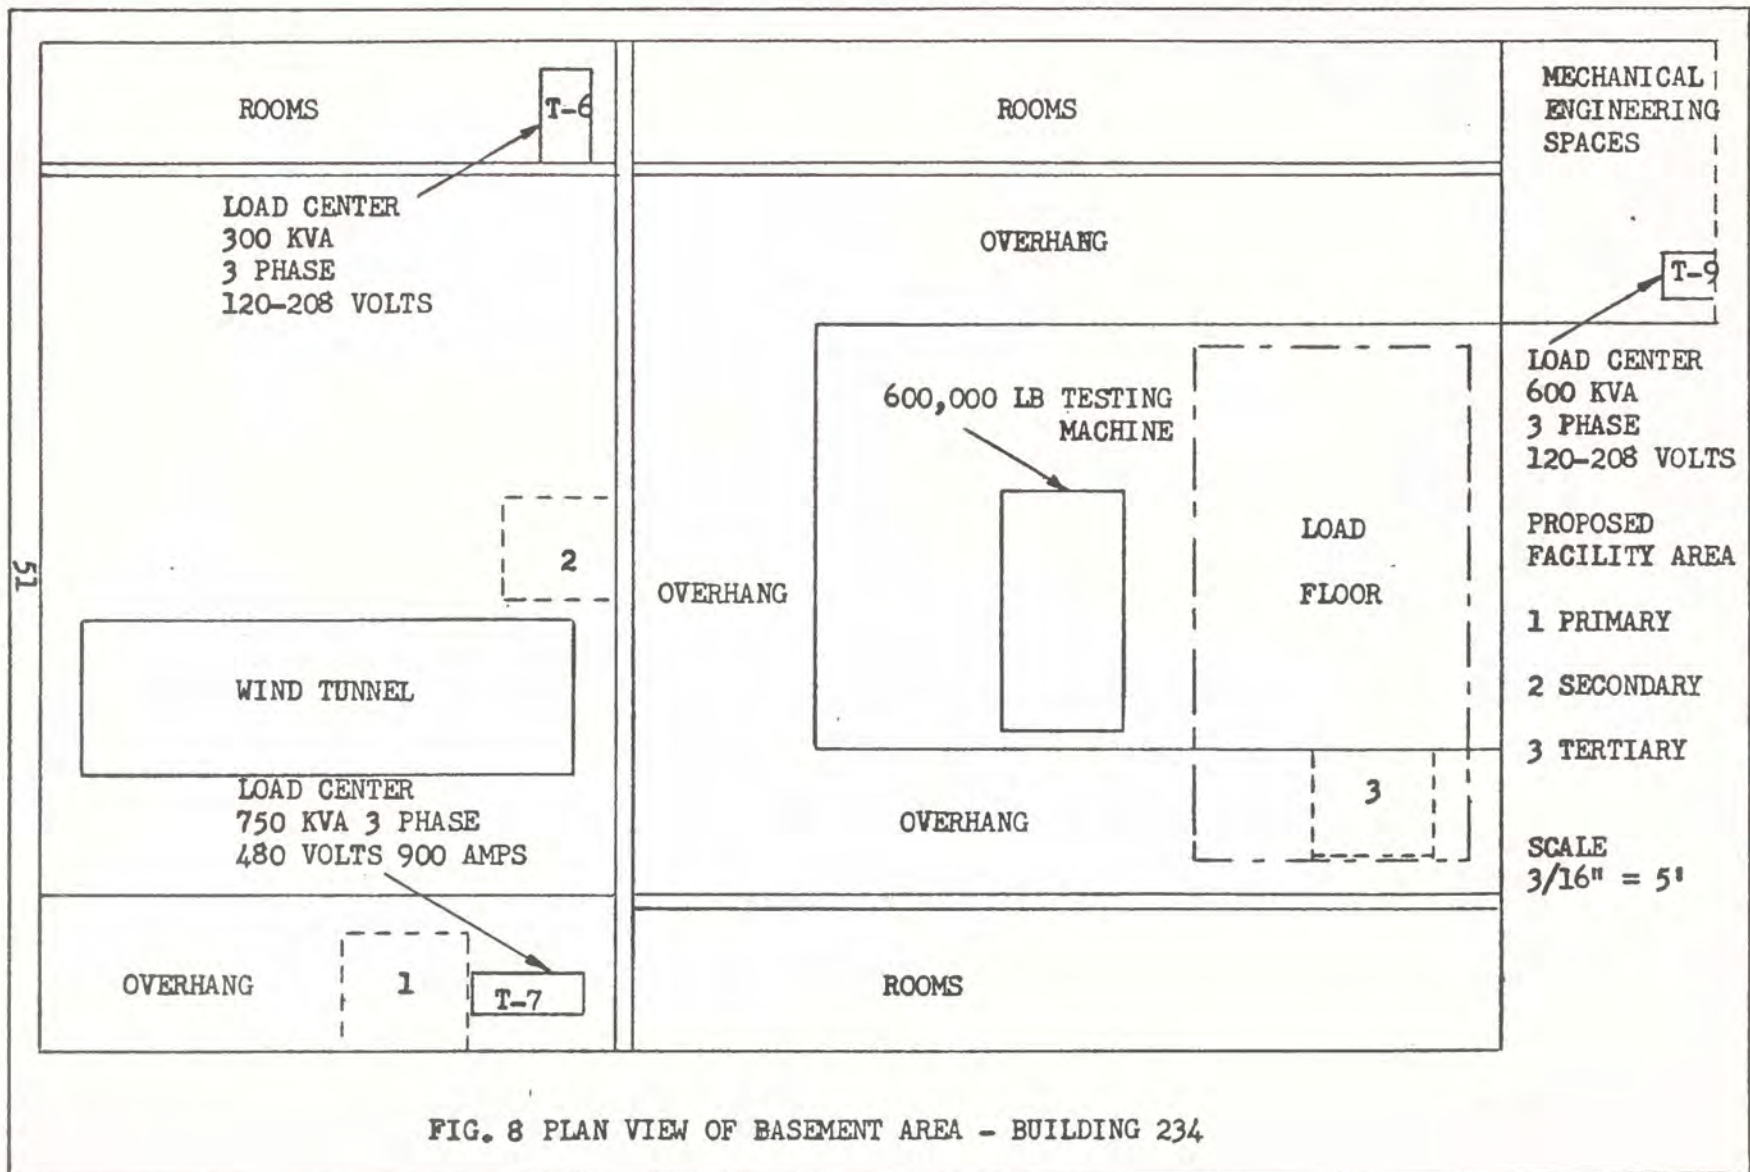 ROOMS
T-6
ROOMS
MECHANICAL
ENGINEERING
SPACES
LOAD CENTER
300 KVA
3 PHASE
120-208 VOLTS
OVERHANG
T-9
LOAD CENTER
600 KVA
3 PHASE
120-208 VOLTS
600,000 LB TESTING
MACHINE
LOAD
FLOOR
PROPOSED
FACILITY AREA
1 PRIMARY
2 SECONDARY
3 TERTIARY
2
OVERHANG
51
WIND TUNNEL
LOAD CENTER
750 KVA 3 PHASE
480 VOLTS 900 AMPS
3
OVERHANG
SCALE
3/16" = 5'
OVERHANG
1
T-7
ROOMS
FIG. 8 PLAN VIEW OF BASEMENT AREA - BUILDING 234